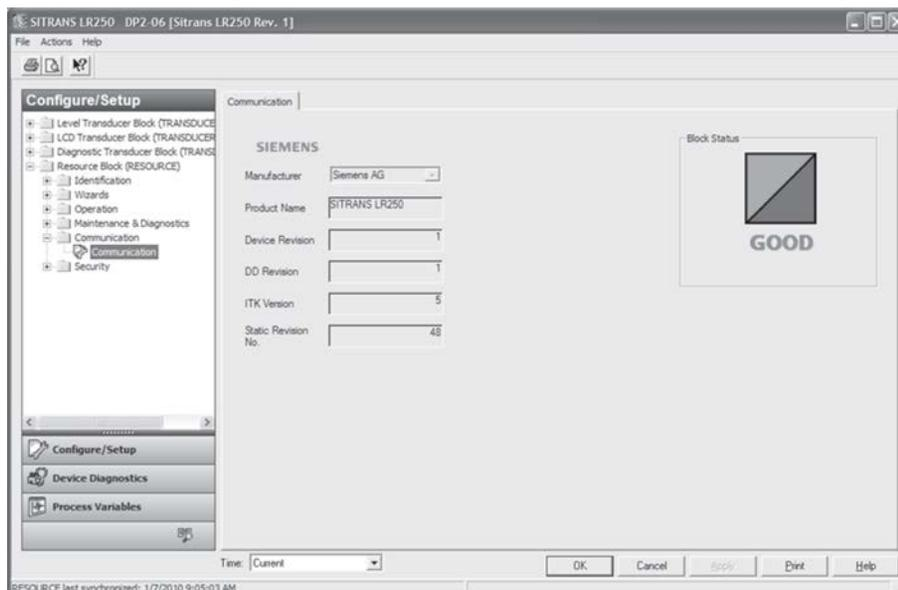 SITRANS LR250 DP2-06 [Sitrans LR250 Rev. 1]
File Actions Help
Configure/Setup
Level Transducer Block (TRANSDUCE
LCD Transducer Block (TRANSDUCER
Diagnostic Transducer Block (TRANSD
Resource Block (RESOURCE)
Identification
Wizards
Operation
Maintenance & Diagnostics
Communication
Communication
Security
Configure/Setup
Device Diagnostics
Process Variables
Communication
SIEMENS
Manufacturer Siemens AG
Product Name SITRANS LR250
Device Revision 1
DD Revision 1
ITK Version 5
Static Revision No. 48
Block Status
GOOD
Time: Current
OK Cancel Apply Print Help
RESOURCE last synchronized: 1/7/2010 9:05:03 AM